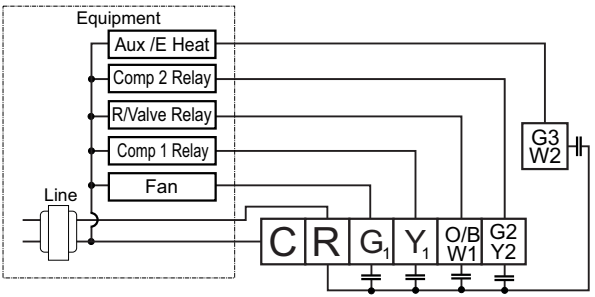 Equipment
Aux /E Heat
Comp 2 Relay
R/Valve Relay
Comp 1 Relay
Fan
Line
G3
W2
C
R
G1
Y1
O/B
W1
G2
Y2